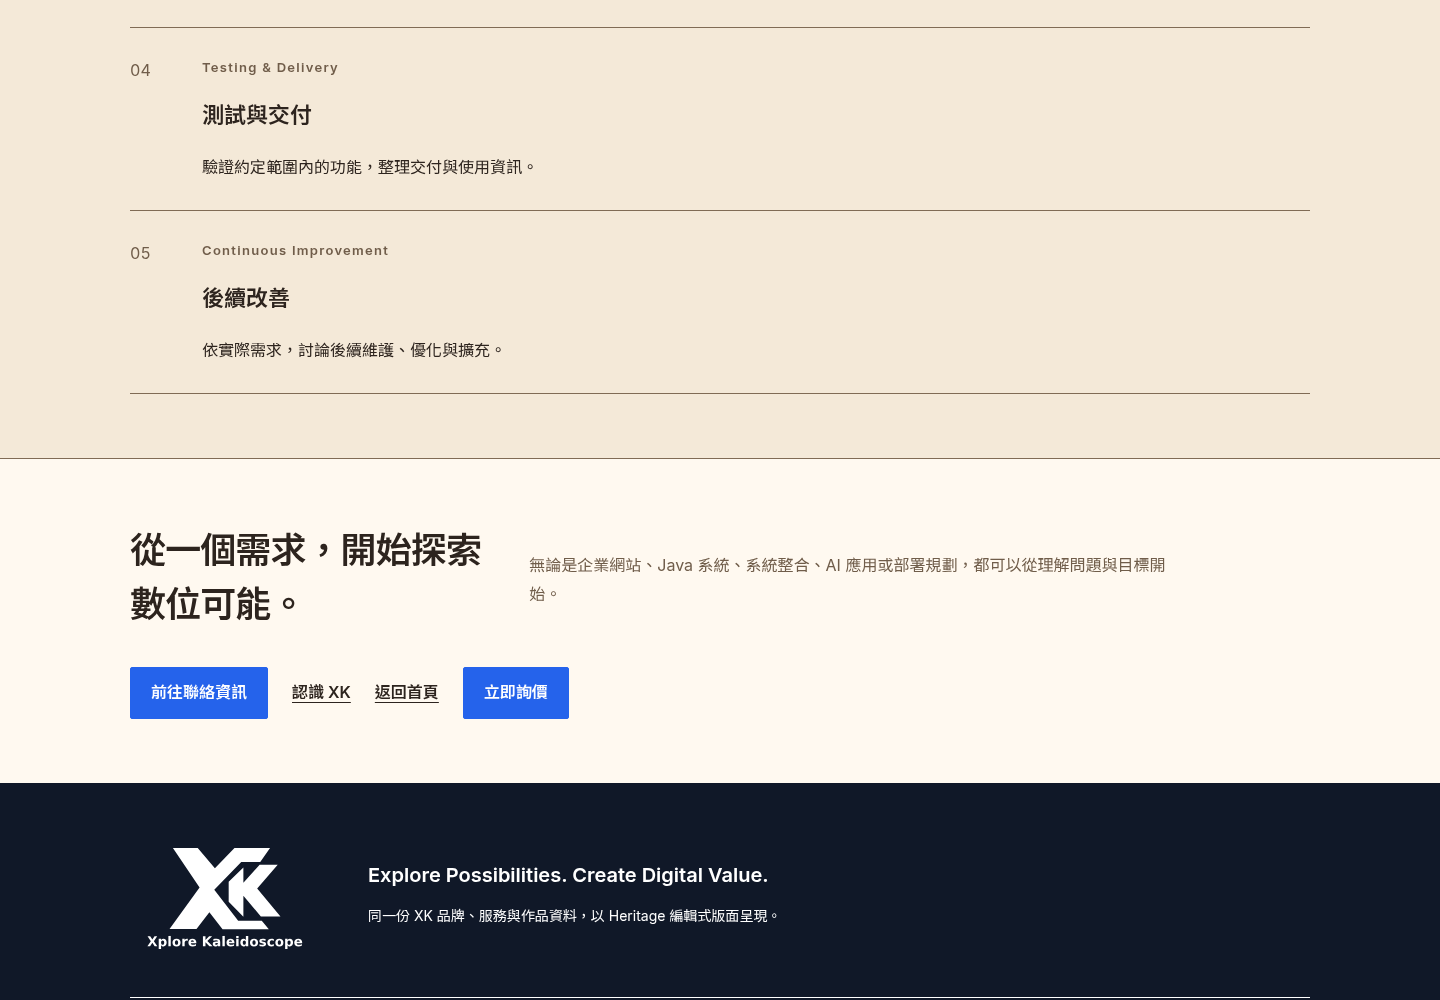 04
Testing & Delivery
測試與交付
驗證約定範圍內的功能，整理交付與使用資訊。
05
Continuous Improvement
後續改善
依實際需求，討論後續維護、優化與擴充。
從一個需求，開始探索
數位可能。
無論是企業網站、Java 系統、系統整合、AI 應用或部署規劃，都可以從理解問題與目標開
始。
前往聯絡資訊 認識 XK 返回首頁 立即詢價
XK
Xplore Kaleidoscope
Explore Possibilities. Create Digital Value.
同一份 XK 品牌、服務與作品資料，以 Heritage 編輯式版面呈現。